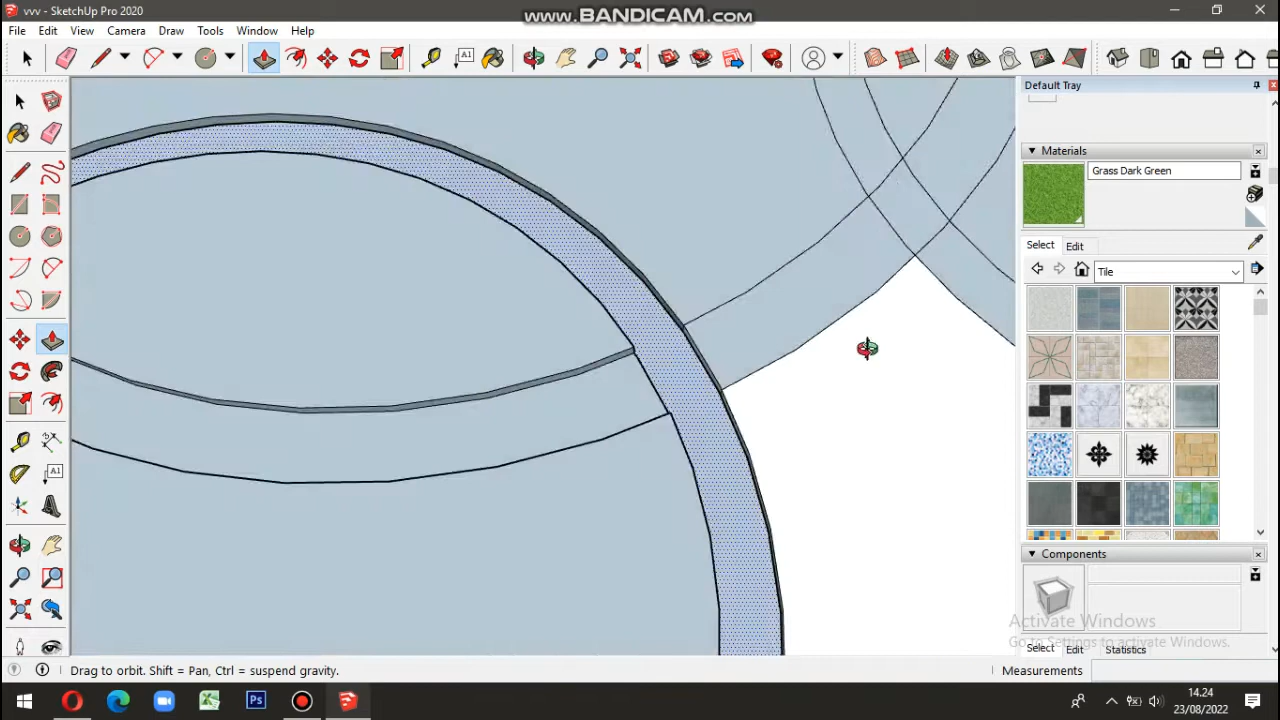 vvv - SketchUp Pro 2020
www.BANDICAM.com
File Edit View Camera Draw Tools Window Help
Default Tray
Materials
Grass Dark Green
Select Edit
Tile
Components
Activate Windows
Go to Settings to activate Windows.
Select Edit Statistics
Drag to orbit. Shift = Pan, Ctrl = suspend gravity.
Measurements
14.24
23/08/2022